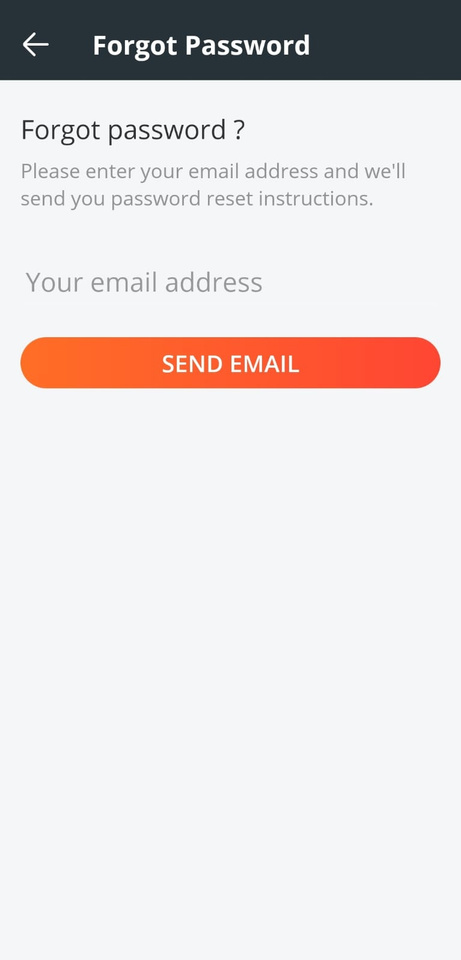 Forgot Password
Forgot password ?
Please enter your email address and we'll
send you password reset instructions.
Your email address
SEND EMAIL